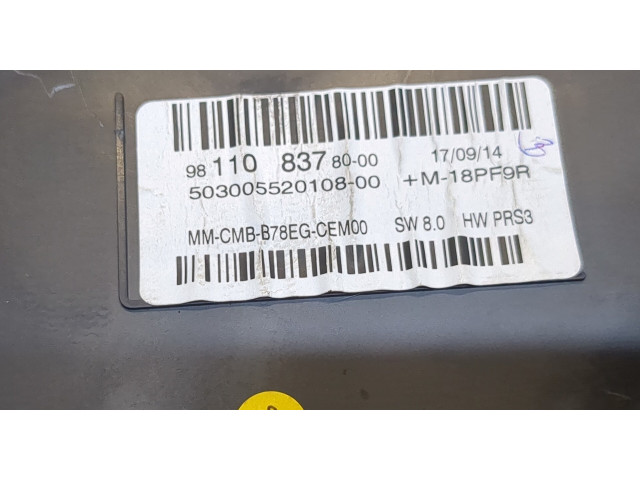 98 110 837 80-00 17/09/14
503005520108-00 +M-18PF9R
MM-CMB-B78EG-CEM00 SW 8.0 HW PRS3